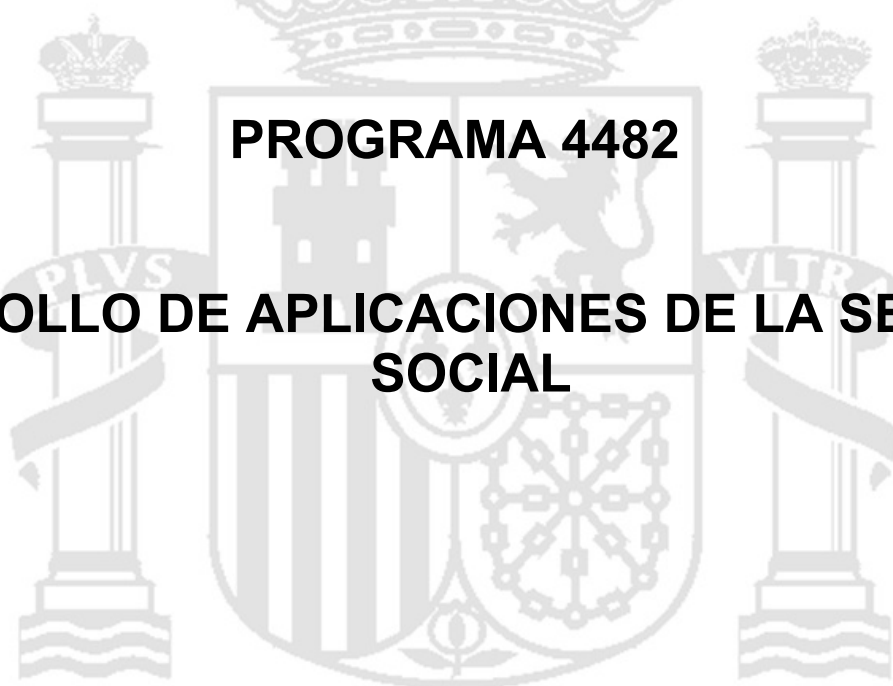 PROGRAMA 4482
PLVS
VLTR
OLLO DE APLICACIONES DE LA SE
SOCIAL